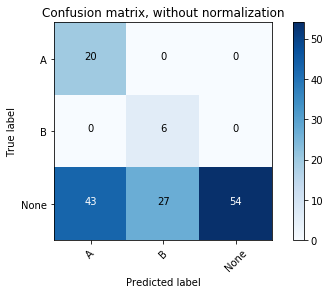 Confusion matrix, without normalization
True label
A
20
0
0
B
0
6
0
None
43
27
54
A
B
None
Predicted label
50
40
30
20
10
0